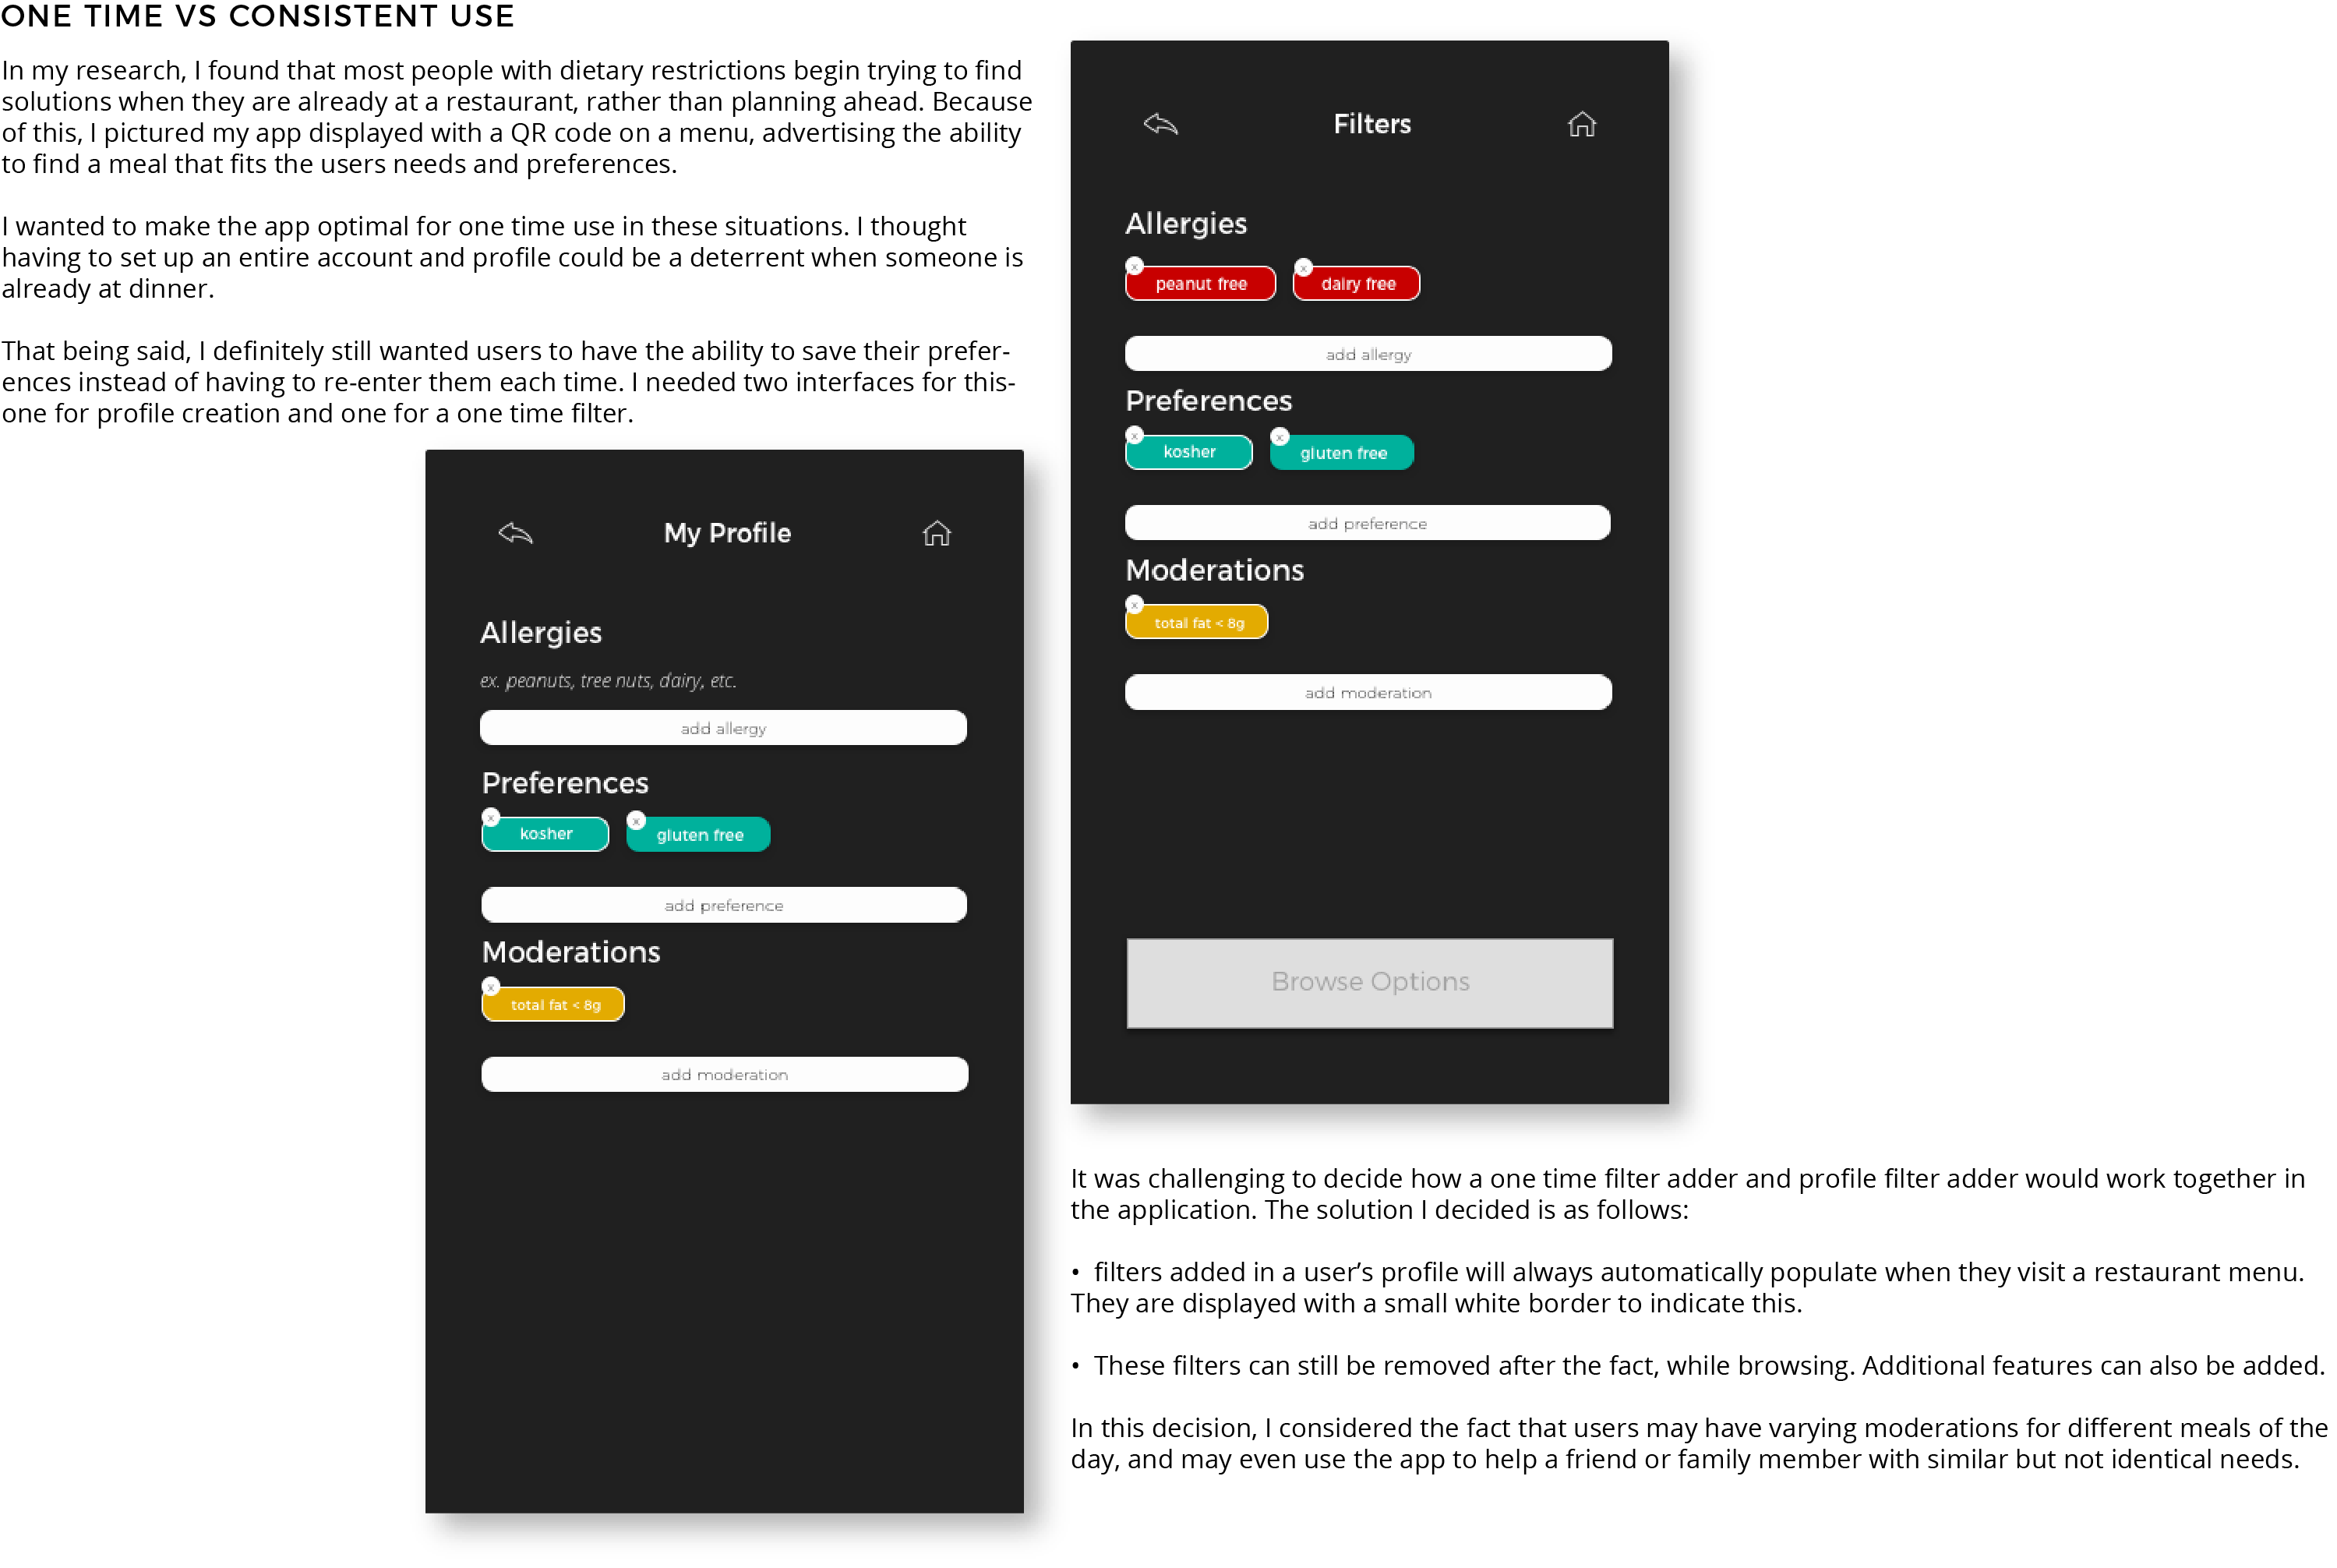 ONE TIME VS CONSISTENT USE
In my research, I found that most people with dietary restrictions begin trying to find
solutions when they are already at a restaurant, rather than planning ahead. Because
of this, I pictured my app displayed with a QR code on a menu, advertising the ability
to find a meal that fits the users needs and preferences.
I wanted to make the app optimal for one time use in these situations. I thought
having to set up an entire account and profile could be a deterrent when someone is
already at dinner.
That being said, I definitely still wanted users to have the ability to save their prefer-
ences instead of having to re-enter them each time. I needed two interfaces for this-
one for profile creation and one for a one time filter.
My Profile
Allergies
ex. peanuts, tree nuts, dairy, etc.
add allergy
Preferences
x kosher x gluten free
add preference
Moderations
x total fat < 8g
add moderation
Filters
Allergies
x peanut free x dairy free
add allergy
Preferences
x kosher x gluten free
add preference
Moderations
x total fat < 8g
add moderation
Browse Options
It was challenging to decide how a one time filter adder and profile filter adder would work together in
the application. The solution I decided is as follows:
• filters added in a user’s profile will always automatically populate when they visit a restaurant menu.
They are displayed with a small white border to indicate this.
• These filters can still be removed after the fact, while browsing. Additional features can also be added.
In this decision, I considered the fact that users may have varying moderations for different meals of the
day, and may even use the app to help a friend or family member with similar but not identical needs.